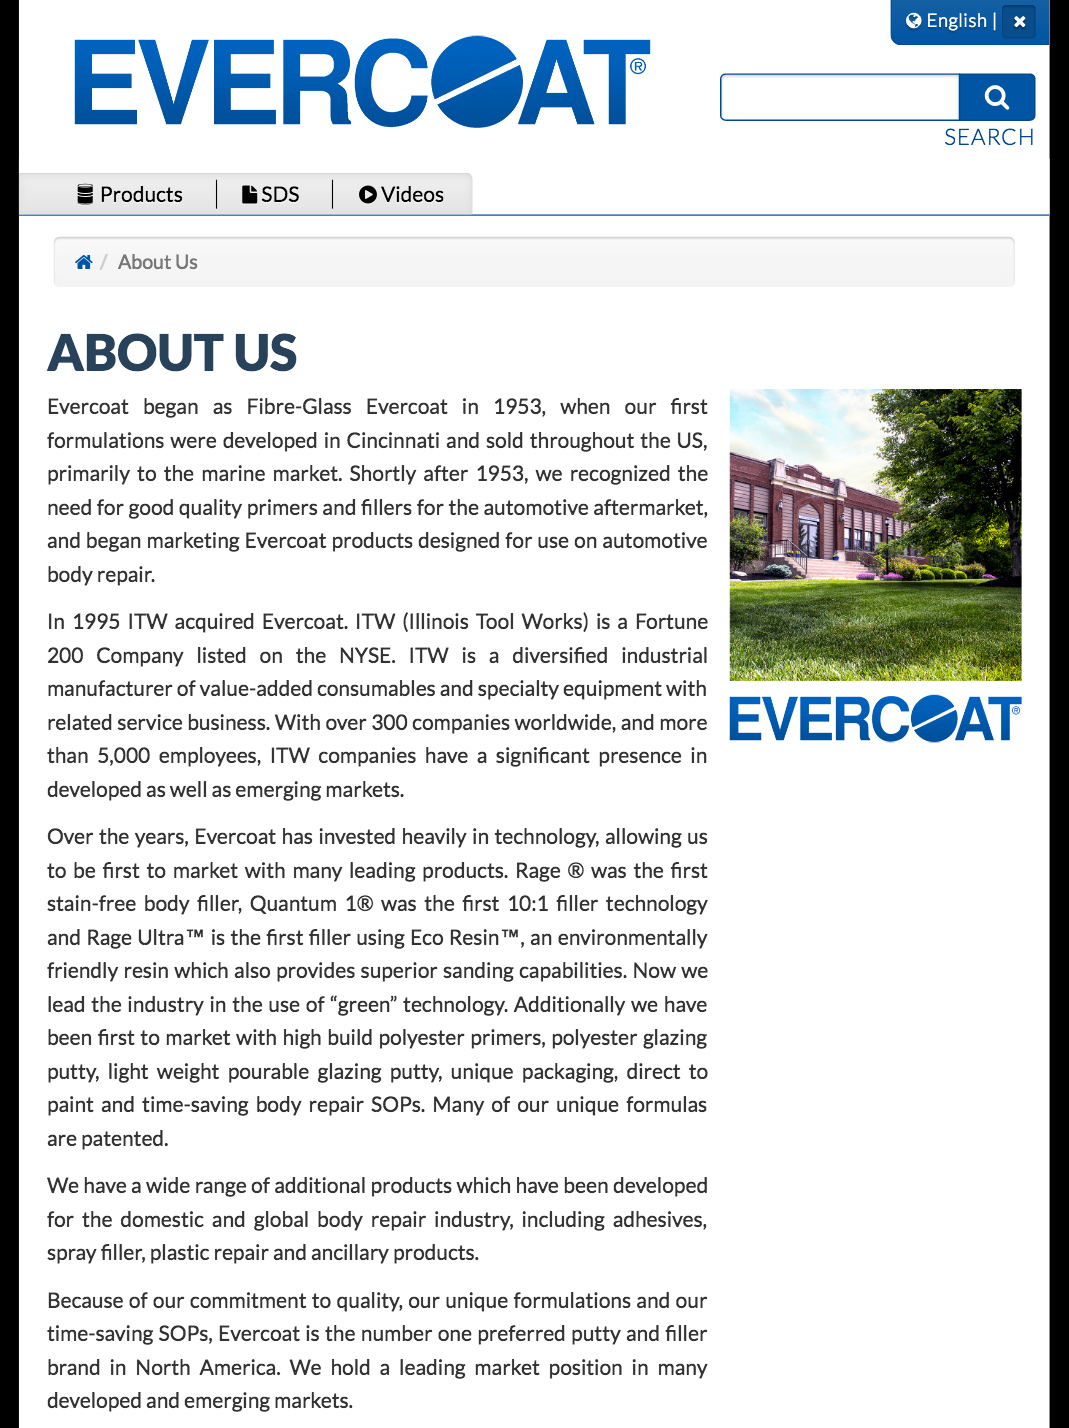 English |
EVERCOAT®
SEARCH
Products
SDS
Videos
/ About Us
ABOUT US
Evercoat began as Fibre-Glass Evercoat in 1953, when our first
formulations were developed in Cincinnati and sold throughout the US,
primarily to the marine market. Shortly after 1953, we recognized the
need for good quality primers and fillers for the automotive aftermarket,
and began marketing Evercoat products designed for use on automotive
body repair.
In 1995 ITW acquired Evercoat. ITW (Illinois Tool Works) is a Fortune
200 Company listed on the NYSE. ITW is a diversified industrial
manufacturer of value-added consumables and specialty equipment with
related service business. With over 300 companies worldwide, and more
than 5,000 employees, ITW companies have a significant presence in
developed as well as emerging markets.
Over the years, Evercoat has invested heavily in technology, allowing us
to be first to market with many leading products. Rage ® was the first
stain-free body filler, Quantum 1® was the first 10:1 filler technology
and Rage Ultra™ is the first filler using Eco Resin™, an environmentally
friendly resin which also provides superior sanding capabilities. Now we
lead the industry in the use of “green” technology. Additionally we have
been first to market with high build polyester primers, polyester glazing
putty, light weight pourable glazing putty, unique packaging, direct to
paint and time-saving body repair SOPs. Many of our unique formulas
are patented.
We have a wide range of additional products which have been developed
for the domestic and global body repair industry, including adhesives,
spray filler, plastic repair and ancillary products.
Because of our commitment to quality, our unique formulations and our
time-saving SOPs, Evercoat is the number one preferred putty and filler
brand in North America. We hold a leading market position in many
developed and emerging markets.
EVERCOAT®